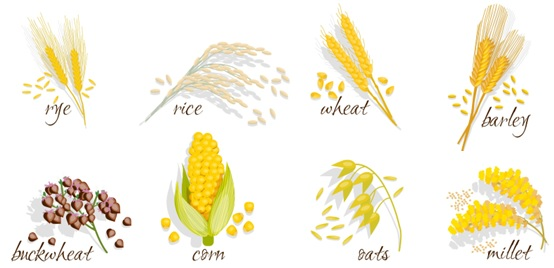 rye
rice
wheat
barley
buckwheat
corn
oats
millet